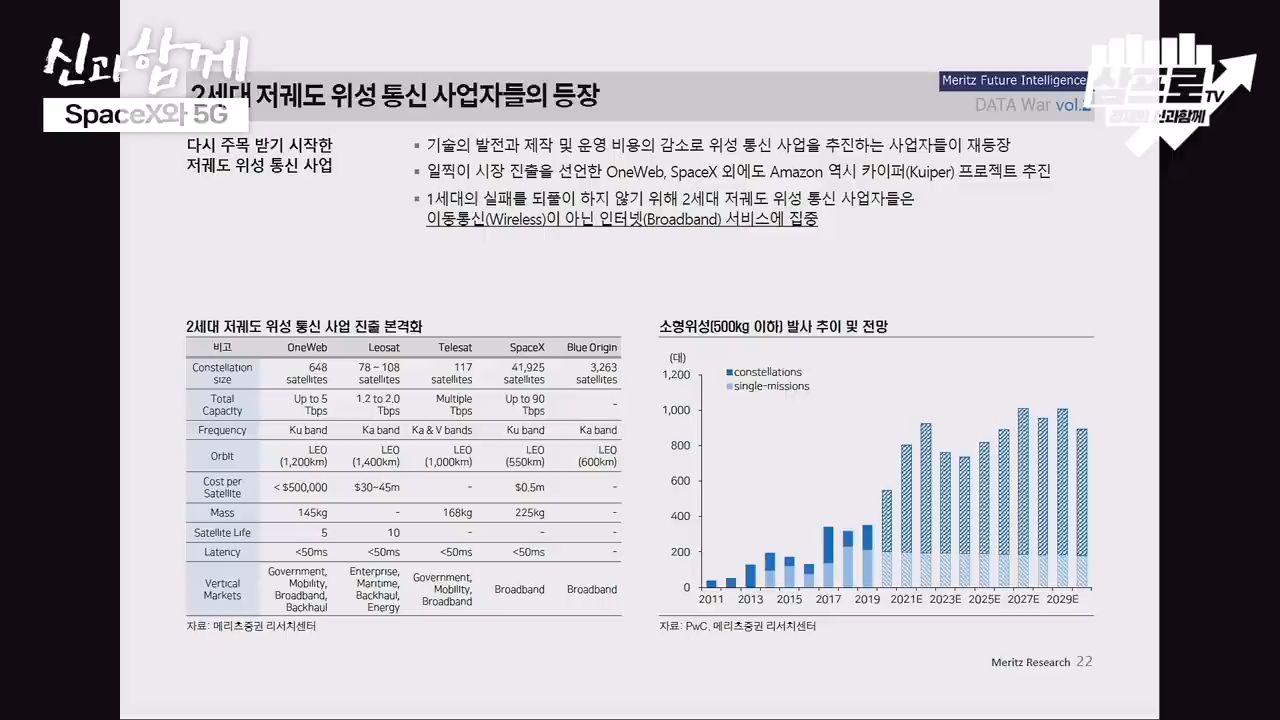 신과함께
SpaceX와 5G
삼프로TV
신과함께
2세대 저궤도 위성 통신 사업자들의 등장
Meritz Future Intelligence
DATA War vol.2
다시 주목 받기 시작한
저궤도 위성 통신 사업
▪ 기술의 발전과 제작 및 운영 비용의 감소로 위성 통신 사업을 추진하는 사업자들이 재등장
▪ 일찍이 시장 진출을 선언한 OneWeb, SpaceX 외에도 Amazon 역시 카이퍼(Kuiper) 프로젝트 추진
▪ 1세대의 실패를 되풀이 하지 않기 위해 2세대 저궤도 위성 통신 사업자들은
이동통신(Wireless)이 아닌 인터넷(Broadband) 서비스에 집중
2세대 저궤도 위성 통신 사업 진출 본격화
비고 OneWeb Leosat Telesat SpaceX Blue Origin
Constellation size 648 satellites 78 ~ 108 satellites 117 satellites 41,925 satellites 3,263 satellites
Total Capacity Up to 5 Tbps 1.2 to 2.0 Tbps Multiple Tbps Up to 90 Tbps -
Frequency Ku band Ka band Ka & V bands Ku band Ka band
Orbit LEO (1,200km) LEO (1,400km) LEO (1,000km) LEO (550km) LEO (600km)
Cost per Satellite < $500,000 $30~45m - $0.5m -
Mass 145kg - 168kg 225kg -
Satellite Life 5 10 - - -
Latency <50ms <50ms <50ms <50ms -
Vertical Markets Government, Mobility, Broadband, Backhaul Enterprise, Maritime, Backhaul, Energy Government, Mobility, Broadband Broadband Broadband
자료: 메리츠증권 리서치센터
소형위성(500kg 이하) 발사 추이 및 전망
(대)
constellations
single-missions
1,200
1,000
800
600
400
200
0
2011 2013 2015 2017 2019 2021E 2023E 2025E 2027E 2029E
자료: PwC, 메리츠증권 리서치센터
Meritz Research 22